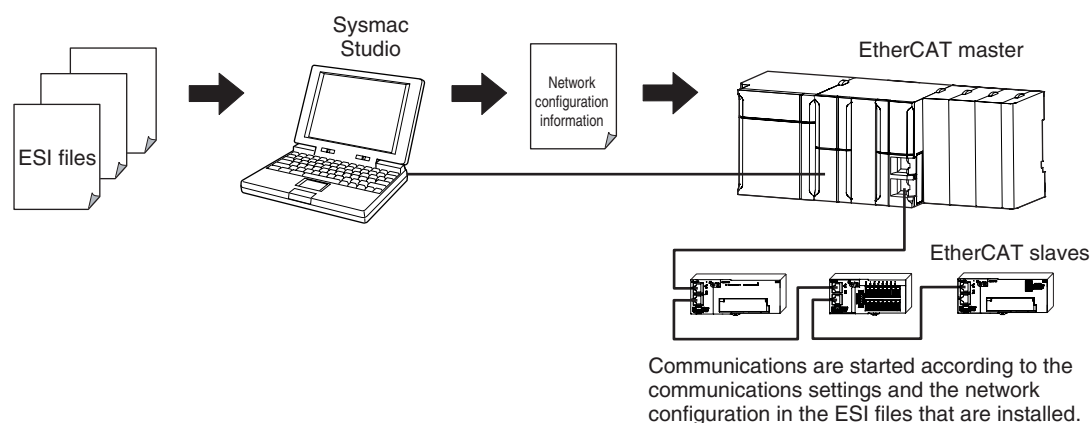 Sysmac
Studio
EtherCAT master
Network
configuration
information
ESI files
EtherCAT slaves
Communications are started according to the
communications settings and the network
configuration in the ESI files that are installed.